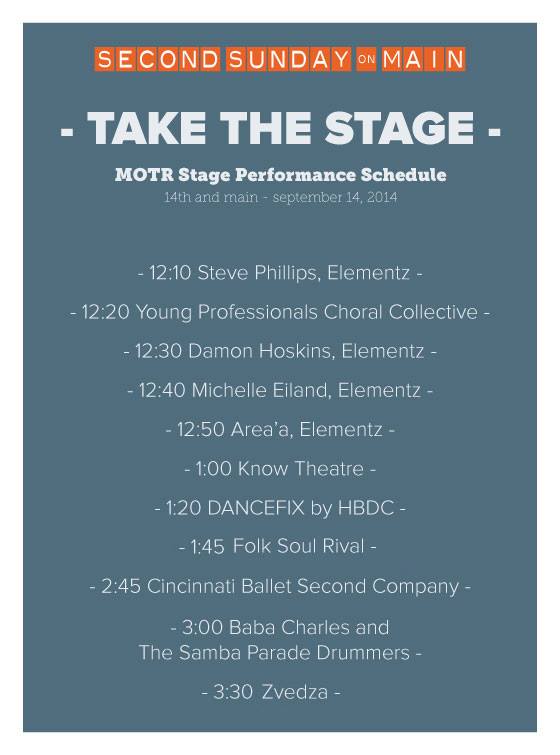 SECOND SUNDAY ON MAIN
- TAKE THE STAGE -
MOTR Stage Performance Schedule
14th and main - september 14, 2014
- 12:10 Steve Phillips, Elementz -
- 12:20 Young Professionals Choral Collective -
- 12:30 Damon Hoskins, Elementz -
- 12:40 Michelle Eiland, Elementz -
- 12:50 Area'a, Elementz -
- 1:00 Know Theatre -
- 1:20 DANCEFIX by HBDC -
- 1:45 Folk Soul Rival -
- 2:45 Cincinnati Ballet Second Company -
- 3:00 Baba Charles and
The Samba Parade Drummers -
- 3:30 Zvedza -